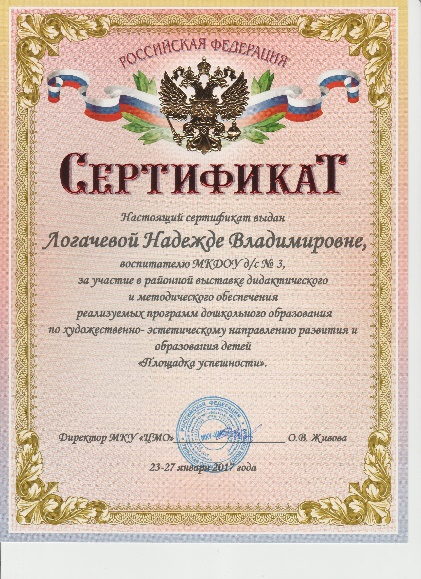 РОССИЙСКАЯ ФЕДЕРАЦИЯ
СЕРТИФИКАТ
Настоящий сертификат выдан
Логачевой Надежде Владимировне,
воспитателю МКДОУ д/с № 3,
за участие в районной выставке дидактического
и методического обеспечения
реализуемых программ дошкольного образования
по художественно- эстетическому направлению развития и
образования детей
«Площадка успешности».
Директор МКУ «ЦМО» О.В. Живова
23-27 января 2017 года